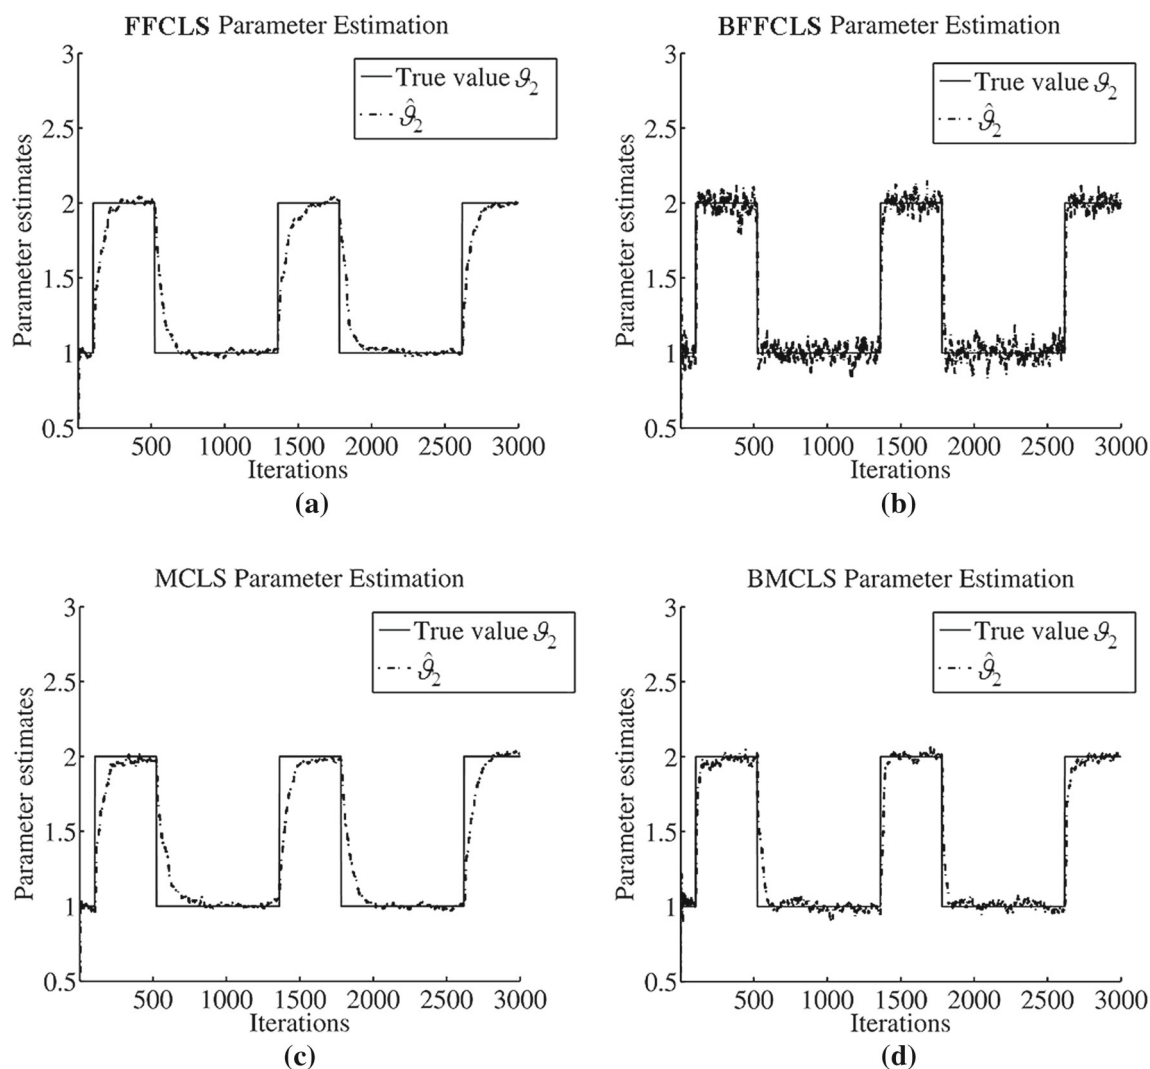 FFCLS Parameter Estimation
3
2.5
2
1.5
1
0.5
Parameter estimates
True value ϑ₂
ϑ̂₂
500 1000 1500 2000 2500 3000
Iterations
(a)
BFFCLS Parameter Estimation
3
2.5
2
1.5
1
0.5
Parameter estimates
True value ϑ₂
ϑ̂₂
500 1000 1500 2000 2500 3000
Iterations
(b)
MCLS Parameter Estimation
3
2.5
2
1.5
1
0.5
Parameter estimates
True value ϑ₂
ϑ̂₂
500 1000 1500 2000 2500 3000
Iterations
(c)
BMCLS Parameter Estimation
3
2.5
2
1.5
1
0.5
Parameter estimates
True value ϑ₂
ϑ̂₂
500 1000 1500 2000 2500 3000
Iterations
(d)